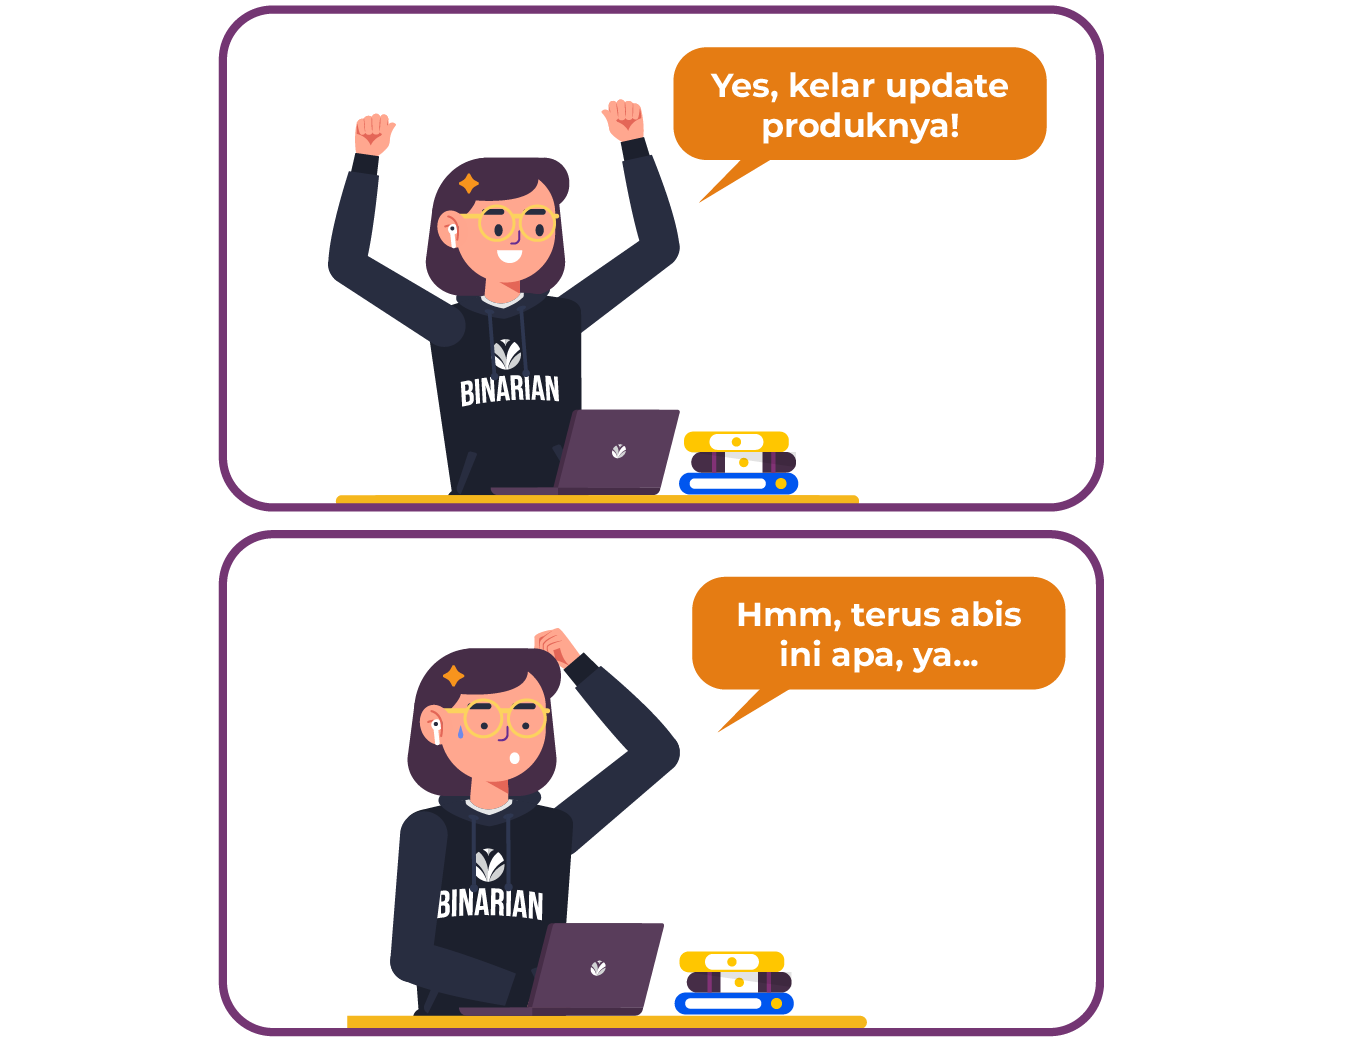 Yes, kelar update
produknya!
BINARIAN
Hmm, terus abis
ini apa, ya...
BINARIAN